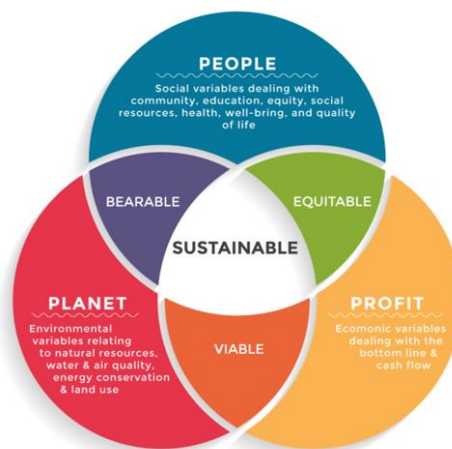 PEOPLE
Social variables dealing with
community, education, equity, social
resources, health, well-bring, and quality
of life
BEARABLE
EQUITABLE
SUSTAINABLE
PLANET
Environmental
variables relating
to natural resources,
water & air quality,
energy conservation
& land use
PROFIT
Ecomonic variables
dealing with the
bottom line &
cash flow
VIABLE